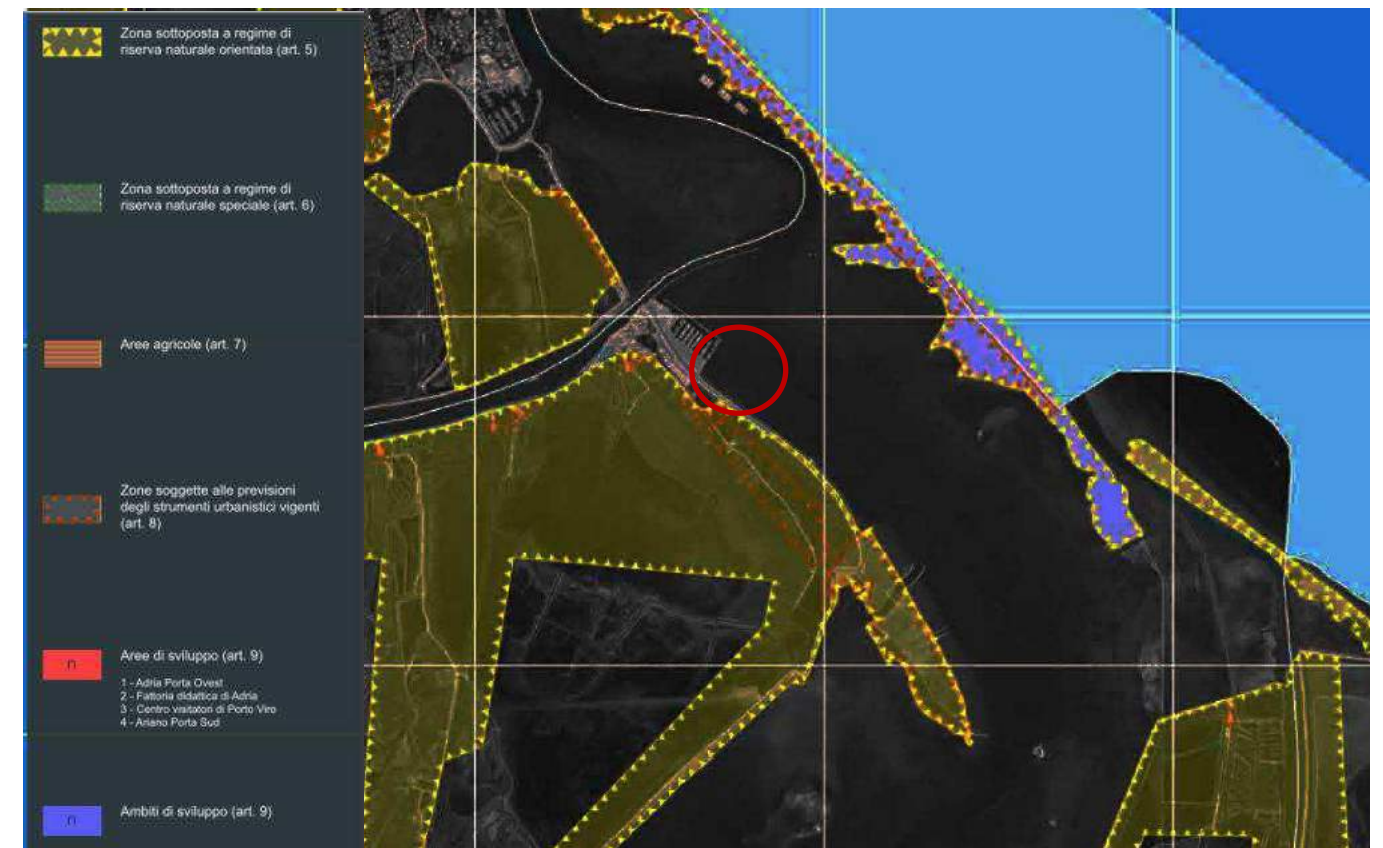 Zona sottoposta a regime di
riserva naturale orientata (art. 5)
Zona sottoposta a regime di
riserva naturale speciale (art. 6)
Aree agricole (art. 7)
Zone soggette alle previsioni
degli strumenti urbanistici vigenti
(art. 8)
n
Aree di sviluppo (art. 9)
1 - Adria Porta Ovest
2 - Fattoria didattica di Adria
3 - Centro visitatori di Porto Viro
4 - Ariano Porta Sud
n
Ambiti di sviluppo (art. 9)